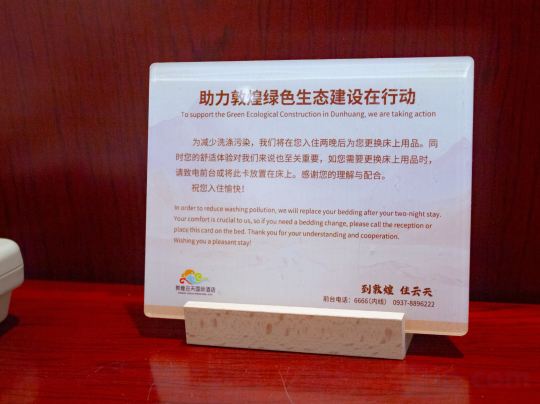 助力敦煌绿色生态建设在行动
To support the Green Ecological Construction in Dunhuang, we are taking action
为减少洗涤污染，我们将在您入住两晚后为您更换床上用品。同
时您的舒适体验对我们来说也至关重要，如您需要更换床上用品时，
请致电前台或将此卡放置在床上。感谢您的理解与配合。
祝您入住愉快！
In order to reduce washing pollution, we will replace your bedding after your two-night stay.
Your comfort is crucial to us, so if you need a bedding change, please call the reception or
place this card on the bed. Thank you for your understanding and cooperation.
Wishing you a pleasant stay!
敦煌云天国际酒店
到敦煌 住云天
前台电话：6666（内线） 0937-8896222